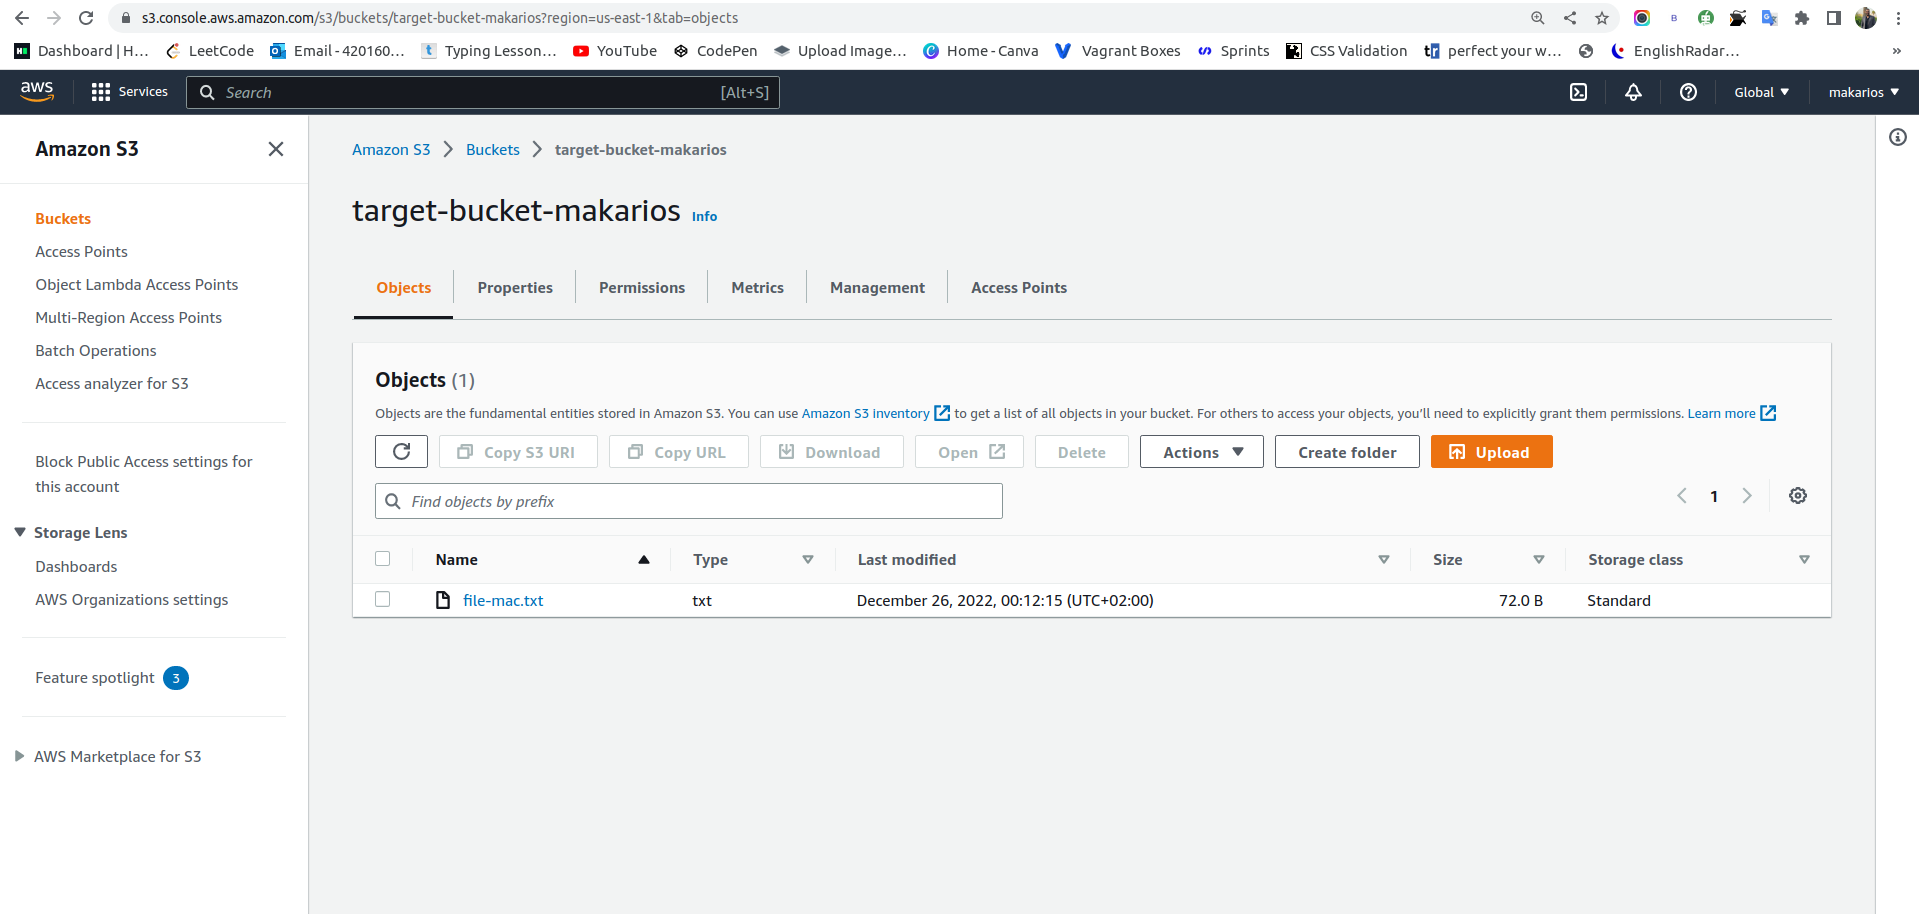 s3.console.aws.amazon.com/s3/buckets/target-bucket-makarios?region=us-east-1&tab=objects
Dashboard | H… LeetCode Email - 420160… Typing Lesson… YouTube CodePen Upload Image… Home - Canva Vagrant Boxes Sprints CSS Validation perfect your w… EnglishRadar… »
aws Services Search [Alt+S] Global makarios
Amazon S3
Buckets
Access Points
Object Lambda Access Points
Multi-Region Access Points
Batch Operations
Access analyzer for S3
Block Public Access settings for
this account
Storage Lens
Dashboards
AWS Organizations settings
Feature spotlight 3
AWS Marketplace for S3
Amazon S3 Buckets target-bucket-makarios
target-bucket-makarios Info
Objects Properties Permissions Metrics Management Access Points
Objects (1)
Objects are the fundamental entities stored in Amazon S3. You can use Amazon S3 inventory to get a list of all objects in your bucket. For others to access your objects, you'll need to explicitly grant them permissions. Learn more
Copy S3 URI Copy URL Download Open Delete Actions Create folder Upload
Find objects by prefix 1
Name Type Last modified Size Storage class
file-mac.txt txt December 26, 2022, 00:12:15 (UTC+02:00) 72.0 B Standard